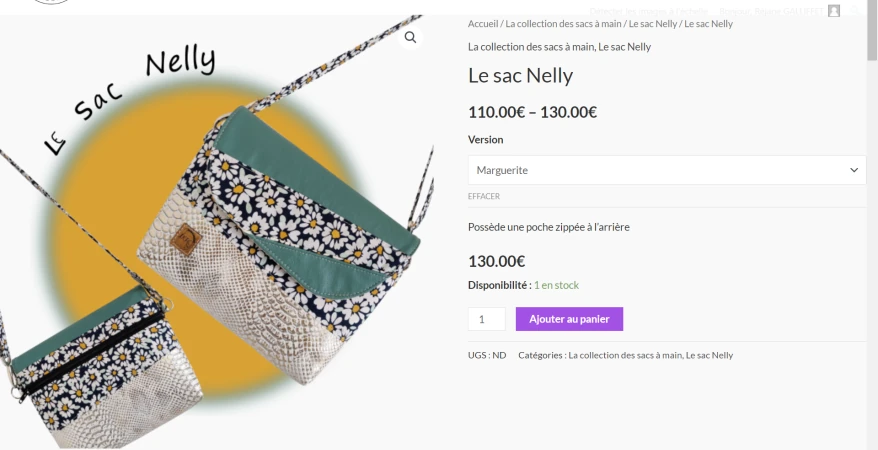 Détecter les erreurs à l'échelle Bonjour, Régine GALLIFFET
Accueil / La collection des sacs à main / Le sac Nelly / Le sac Nelly
La collection des sacs à main, Le sac Nelly
Le Sac Nelly
Le sac Nelly
110.00€ – 130.00€
Version
Marguerite
EFFACER
Possède une poche zippée à l'arrière
130.00€
Disponibilité : 1 en stock
1
Ajouter au panier
UGS : ND Catégories : La collection des sacs à main, Le sac Nelly